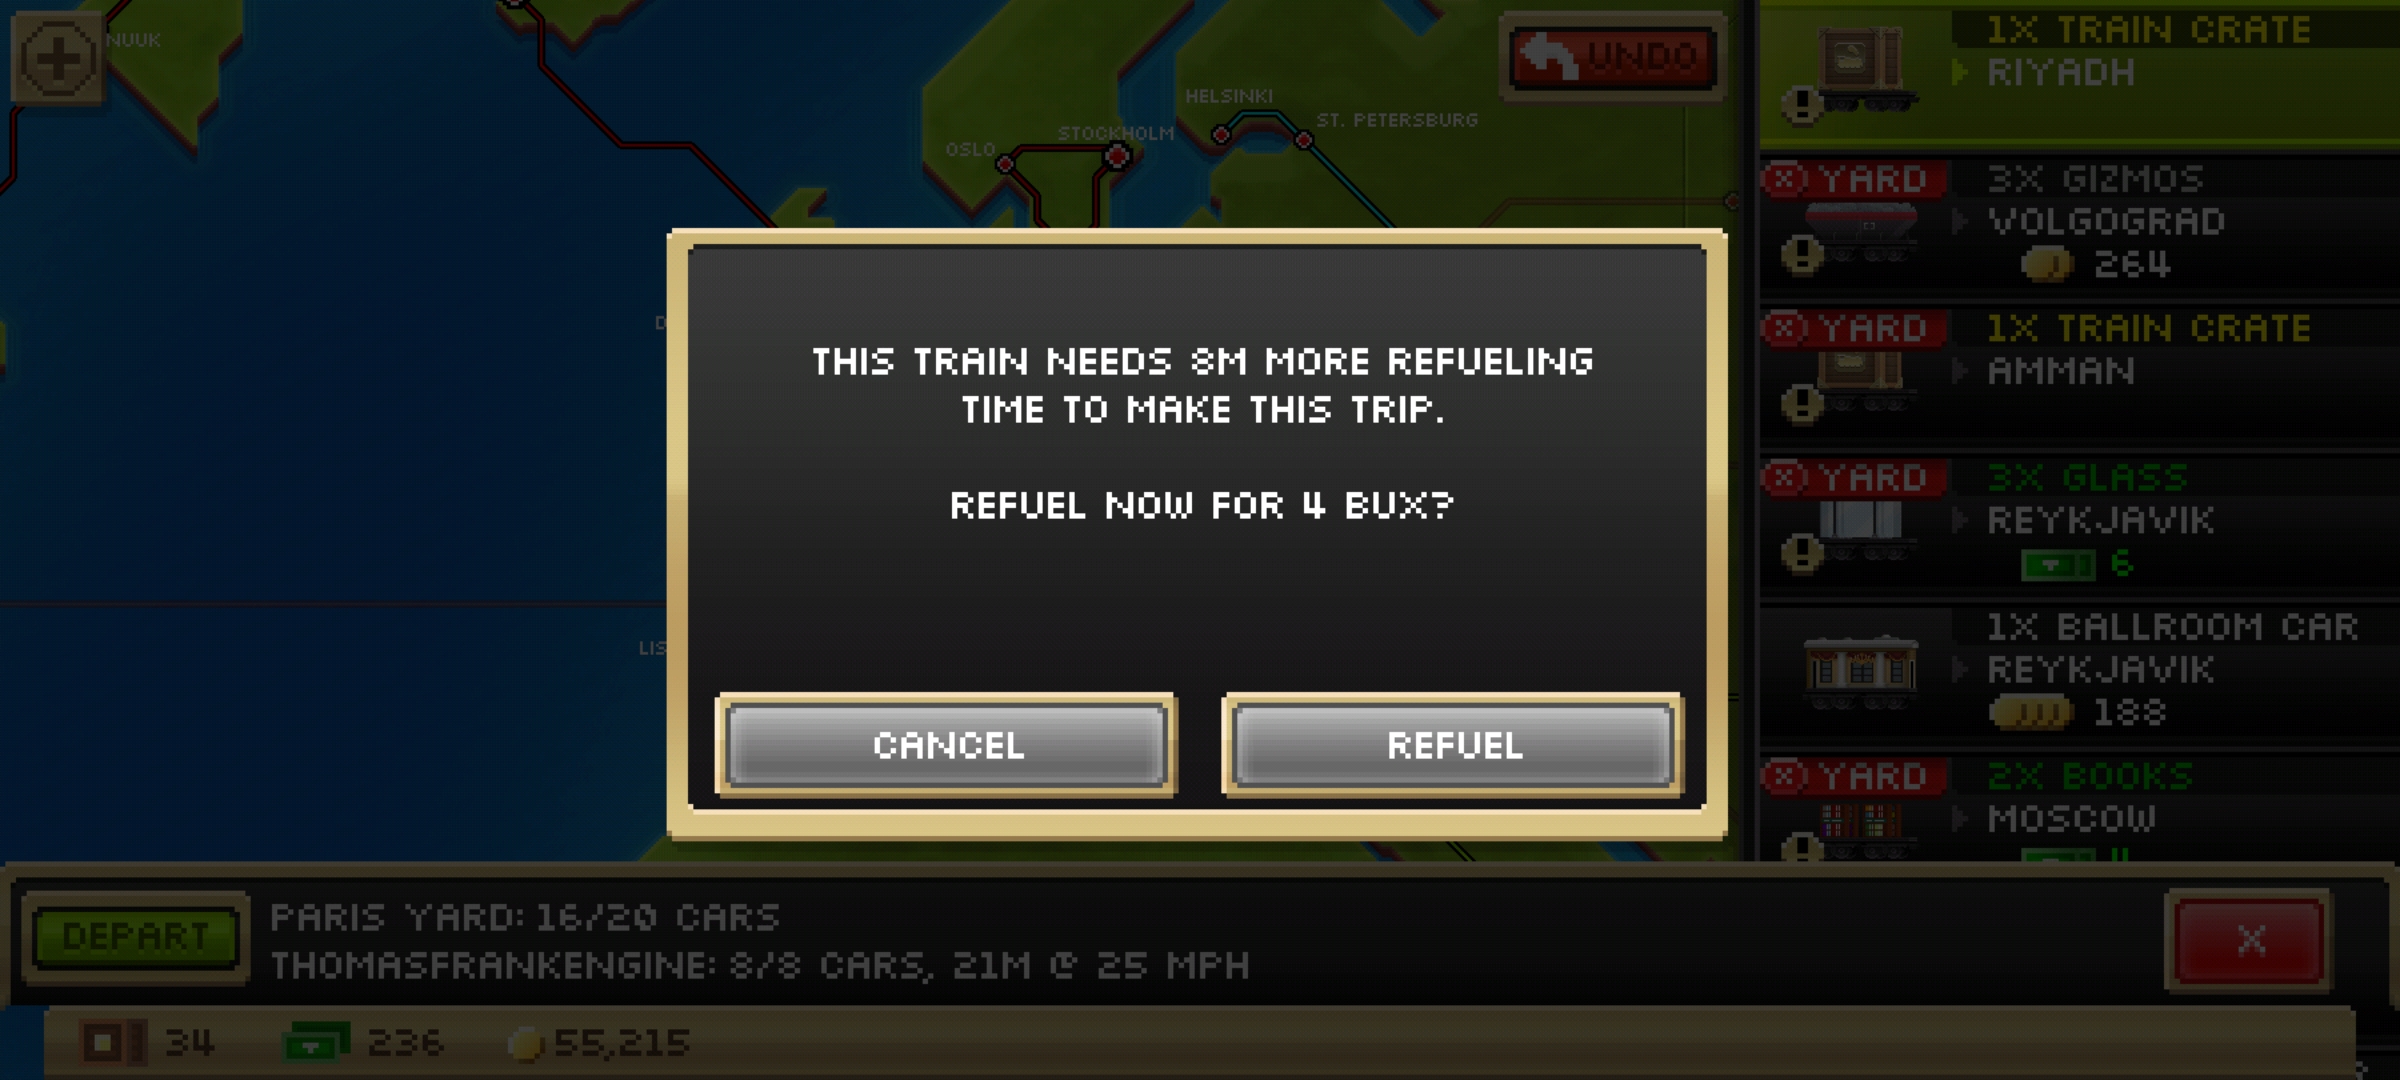 NUUK
UNDO
HELSINKI
ST. PETERSBURG
STOCKHOLM
OSLO
D
LIS
THIS TRAIN NEEDS 8M MORE REFUELING
TIME TO MAKE THIS TRIP.
REFUEL NOW FOR 4 BUX?
CANCEL
REFUEL
1X TRAIN CRATE
RIYADH
YARD
3X GIZMOS
VOLGOGRAD
264
YARD
1X TRAIN CRATE
AMMAN
YARD
3X GLASS
REYKJAVIK
6
1X BALLROOM CAR
REYKJAVIK
188
YARD
2X BOOKS
MOSCOW
DEPART
PARIS YARD: 16/20 CARS
THOMASFRANKENGINE: 8/8 CARS, 21M @ 25 MPH
X
34
236
55,215